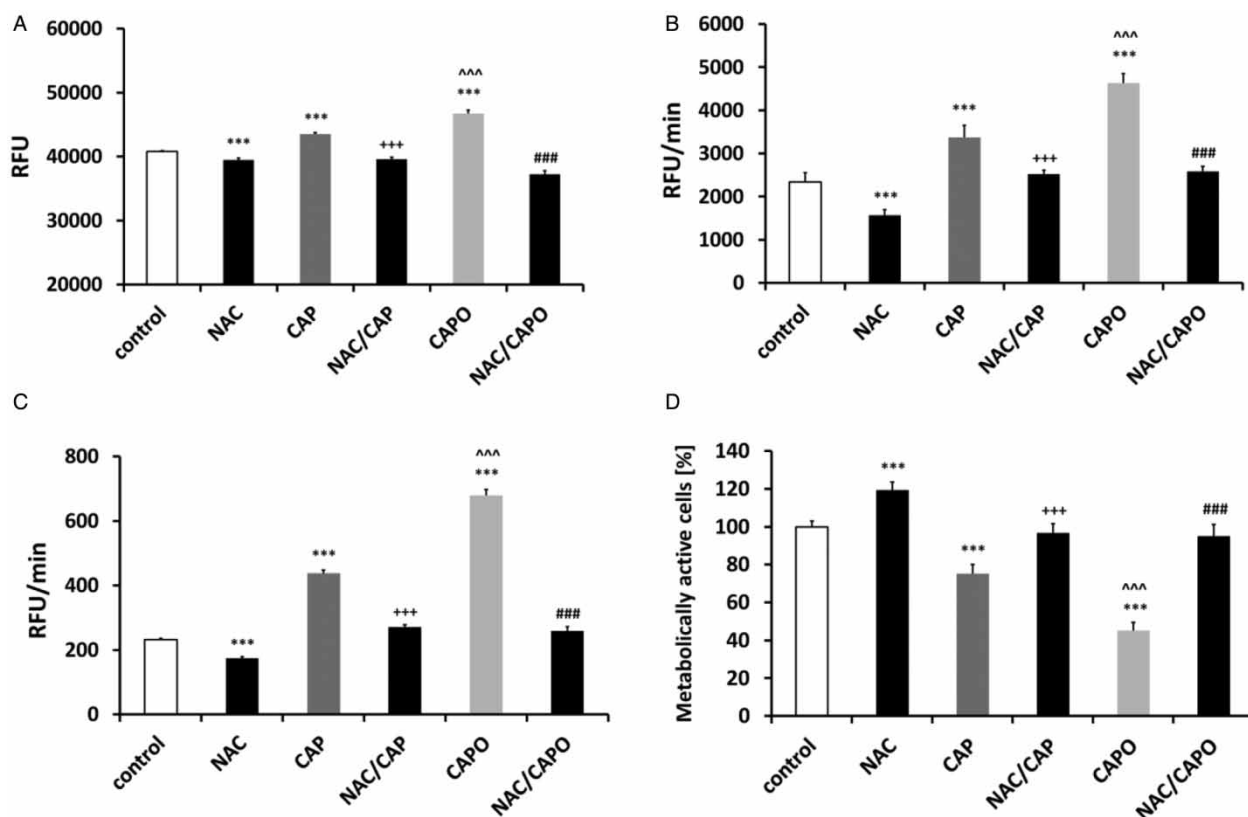 A
60000
50000
40000
30000
20000
RFU
***
***
+++
^^^
***
###
control
NAC
CAP
NAC/CAP
CAPO
NAC/CAPO
B
6000
5000
4000
3000
2000
1000
0
RFU/min
***
***
+++
^^^
***
###
control
NAC
CAP
NAC/CAP
CAPO
NAC/CAPO
C
800
600
400
200
0
RFU/min
***
***
+++
^^^
***
###
control
NAC
CAP
NAC/CAP
CAPO
NAC/CAPO
D
140
120
100
80
60
40
20
0
Metabolically active cells [%]
***
***
+++
^^^
***
###
control
NAC
CAP
NAC/CAP
CAPO
NAC/CAPO